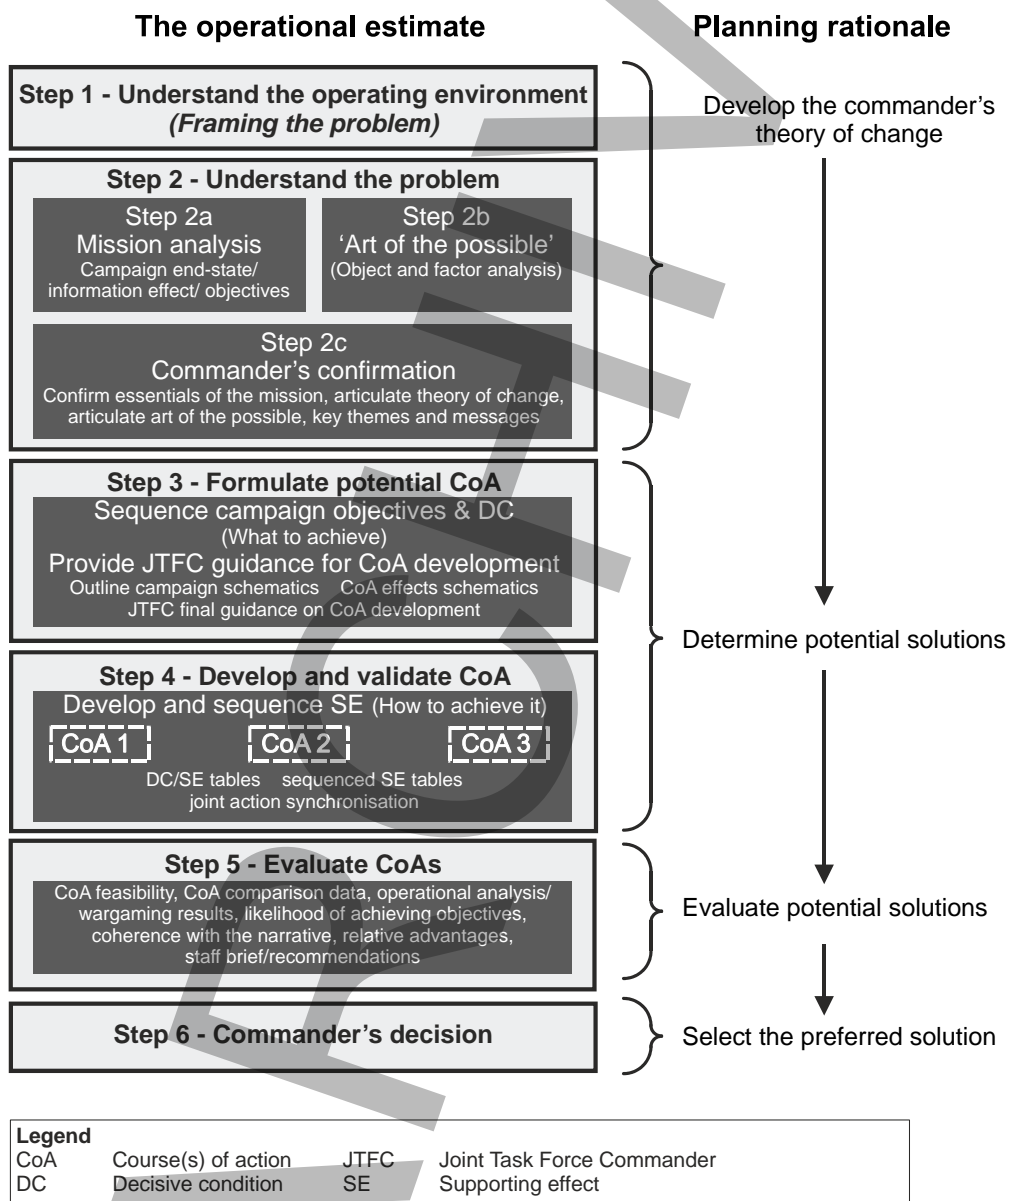 The operational estimate
Planning rationale
Step 1 - Understand the operating environment
(Framing the problem)
Develop the commander's
theory of change
Step 2 - Understand the problem
Step 2a
Mission analysis
Campaign end-state/
information effect/ objectives
Step 2b
‘Art of the possible’
(Object and factor analysis)
Step 2c
Commander's confirmation
Confirm essentials of the mission, articulate theory of change,
articulate art of the possible, key themes and messages
Step 3 - Formulate potential CoA
Sequence campaign objectives & DC
(What to achieve)
Provide JTFC guidance for CoA development
Outline campaign schematics CoA effects schematics
JTFC final guidance on CoA development
Determine potential solutions
Step 4 - Develop and validate CoA
Develop and sequence SE (How to achieve it)
CoA 1 CoA 2 CoA 3
DC/SE tables sequenced SE tables
joint action synchronisation
Step 5 - Evaluate CoAs
CoA feasibility, CoA comparison data, operational analysis/
wargaming results, likelihood of achieving objectives,
coherence with the narrative, relative advantages,
staff brief/recommendations
Evaluate potential solutions
Step 6 - Commander's decision
Select the preferred solution
Legend
CoA Course(s) of action JTFC Joint Task Force Commander
DC Decisive condition SE Supporting effect